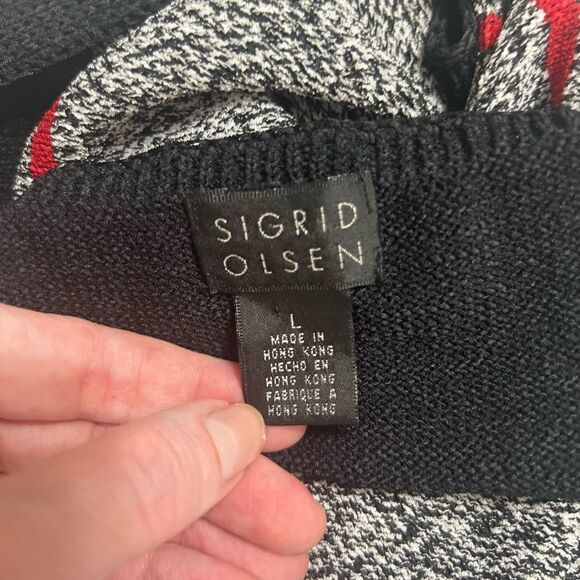 SIGRID
OLSEN
L
MADE IN
HONG KONG
HECHO EN
HONG KONG
FABRIQUE A
HONG KONG